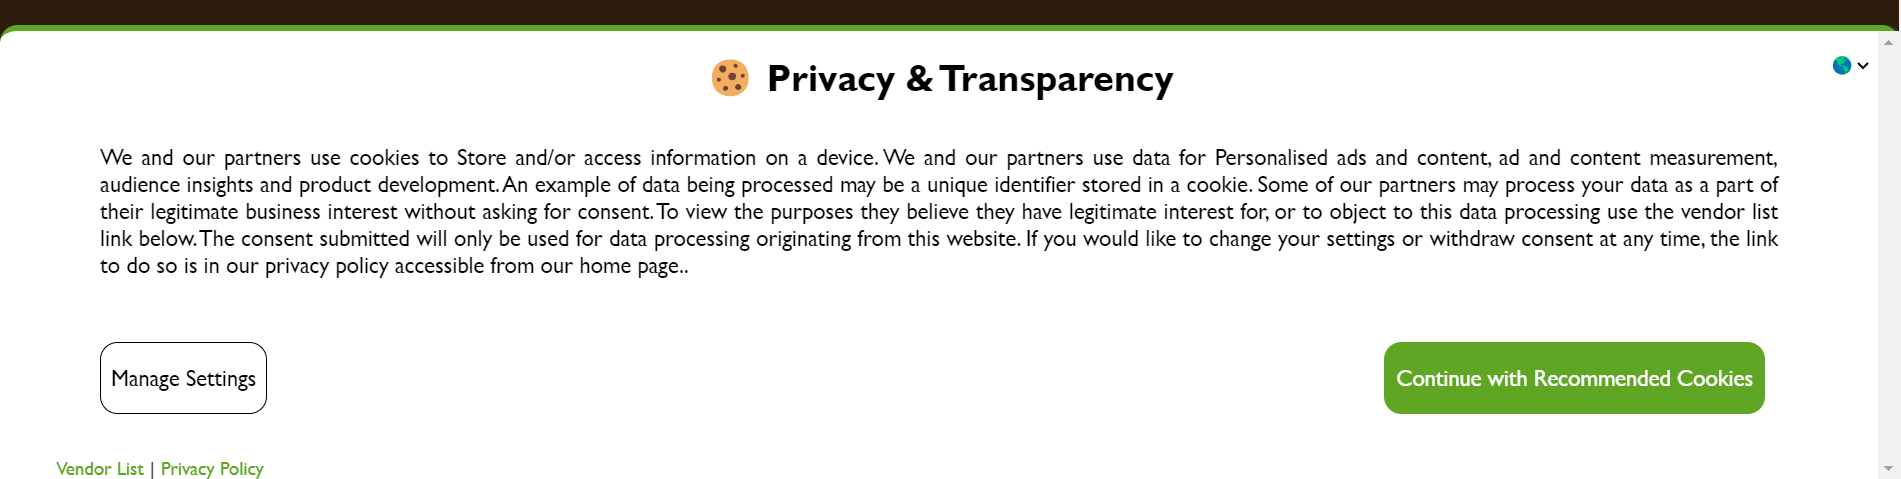 Privacy & Transparency
We and our partners use cookies to Store and/or access information on a device. We and our partners use data for Personalised ads and content, ad and content measurement,
audience insights and product development. An example of data being processed may be a unique identifier stored in a cookie. Some of our partners may process your data as a part of
their legitimate business interest without asking for consent. To view the purposes they believe they have legitimate interest for, or to object to this data processing use the vendor list
link below. The consent submitted will only be used for data processing originating from this website. If you would like to change your settings or withdraw consent at any time, the link
to do so is in our privacy policy accessible from our home page..
Manage Settings
Continue with Recommended Cookies
Vendor List | Privacy Policy